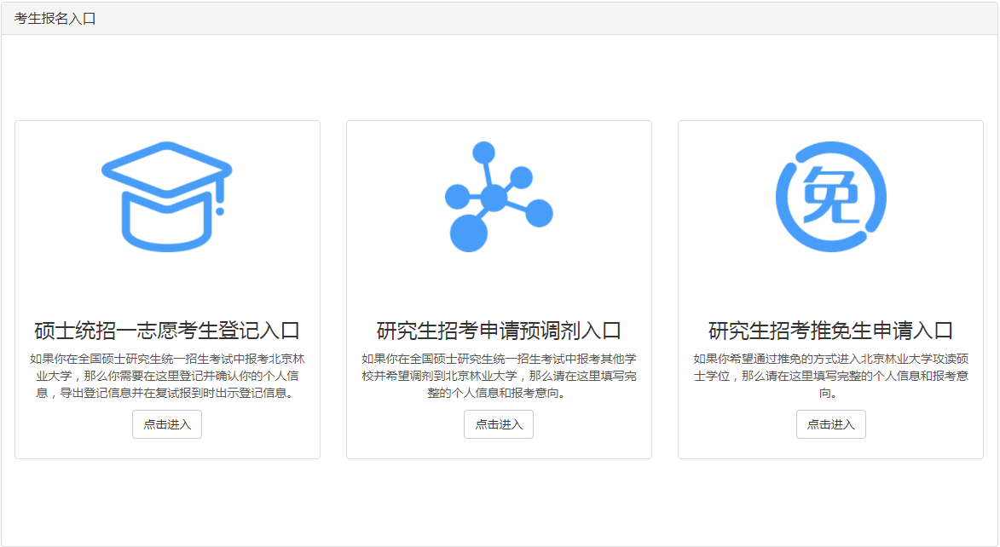 考生报名入口
免
硕士统招一志愿考生登记入口
如果你在全国硕士研究生统一招生考试中报考北京林
业大学，那么你需要在这里登记并确认你的个人信
息，导出登记信息并在复试报到时出示登记信息。
点击进入
研究生招考申请预调剂入口
如果你在全国硕士研究生统一招生考试中报考其他学
校并希望调剂到北京林业大学，那么请在这里填写完
整的个人信息和报考意向。
点击进入
研究生招考推免生申请入口
如果你希望通过推免的方式进入北京林业大学攻读硕
士学位，那么请在这里填写完整的个人信息和报考意
向。
点击进入